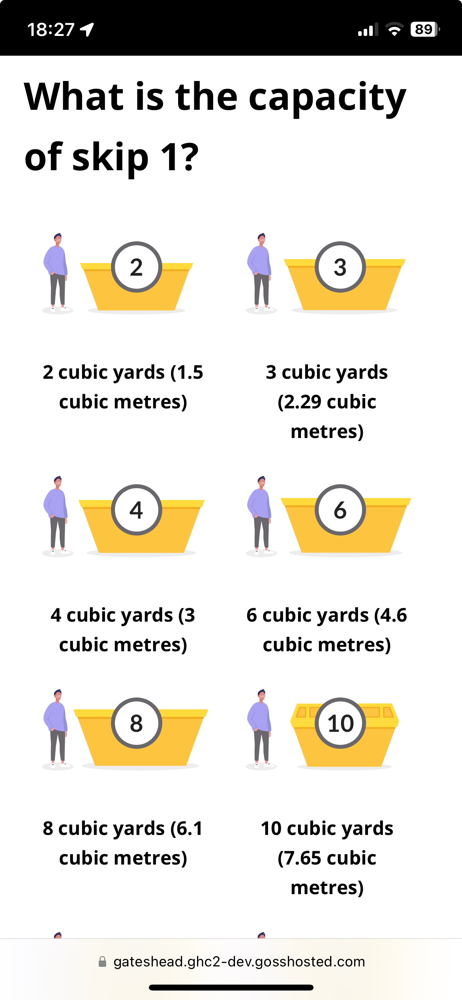 18:27
89
What is the capacity
of skip 1?
2
3
2 cubic yards (1.5
cubic metres)
3 cubic yards
(2.29 cubic
metres)
4
6
4 cubic yards (3
cubic metres)
6 cubic yards (4.6
cubic metres)
8
10
8 cubic yards (6.1
cubic metres)
10 cubic yards
(7.65 cubic
metres)
gateshead.ghc2-dev.gosshosted.com